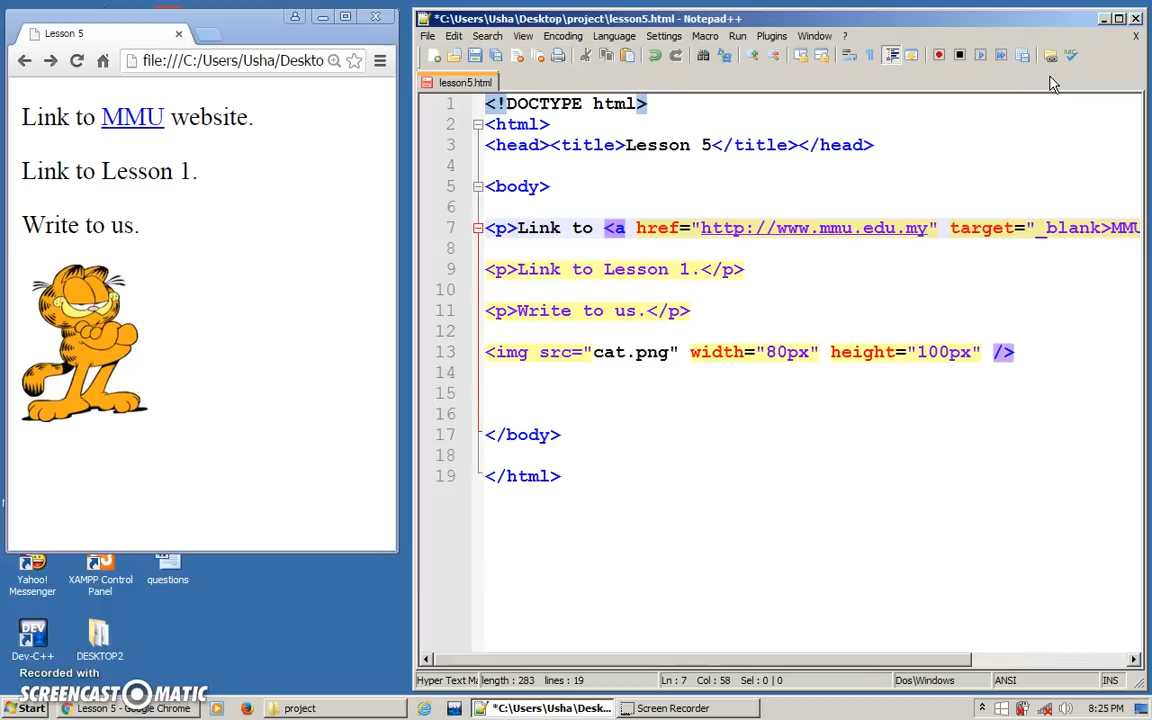 Lesson 5
file:///C:/Users/Usha/Deskto
Link to MMU website.
Link to Lesson 1.
Write to us.
*C:\Users\Usha\Desktop\project\lesson5.html - Notepad++
File Edit Search View Encoding Language Settings Macro Run Plugins Window ? X
lesson5.html
1 <!DOCTYPE html>
2 <html>
3 <head><title>Lesson 5</title></head>
4
5 <body>
6
7 <p>Link to <a href="http://www.mmu.edu.my" target="_blank>MMU
8
9 <p>Link to Lesson 1.</p>
10
11 <p>Write to us.</p>
12
13 <img src="cat.png" width="80px" height="100px" />
14
15
16
17 </body>
18
19 </html>
Hyper Text Ma length : 283 lines : 19 Ln : 7 Col : 58 Sel : 0 | 0 Dos\Windows ANSI INS
Yahoo! Messenger
XAMPP Control Panel
questions
Dev-C++
DESKTOP2
Recorded with
SCREENCAST MATIC
Start
Lesson 5 - Google Chrome
project
*C:\Users\Usha\Desk...
Screen Recorder
8:25 PM